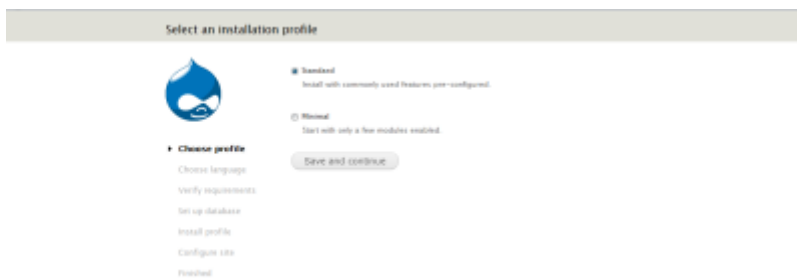 Select an installation profile
Standard
Install with commonly used features pre-configured.
Minimal
Start with only a few modules enabled.
Save and continue
Choose profile
Choose language
Verify requirements
Set up database
Install profile
Configure site
Finished